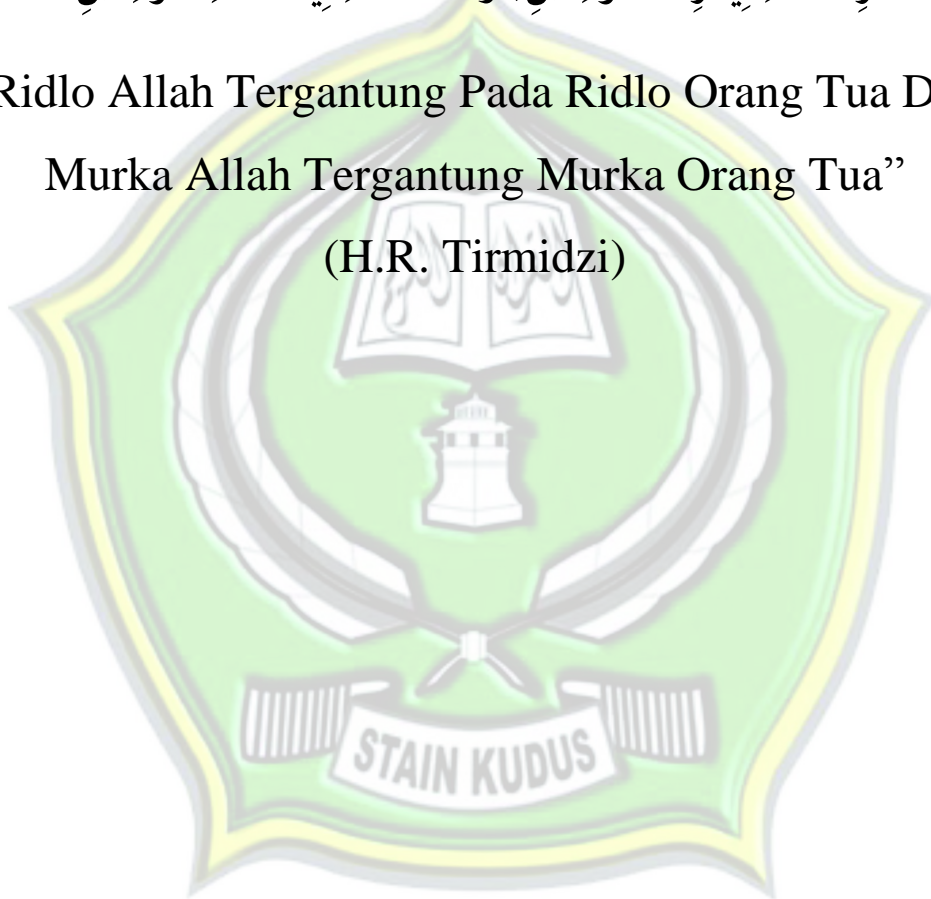 Ridlo Allah Tergantung Pada Ridlo Orang Tua D
Murka Allah Tergantung Murka Orang Tua”
(H.R. Tirmidzi)
STAIN KUDUS